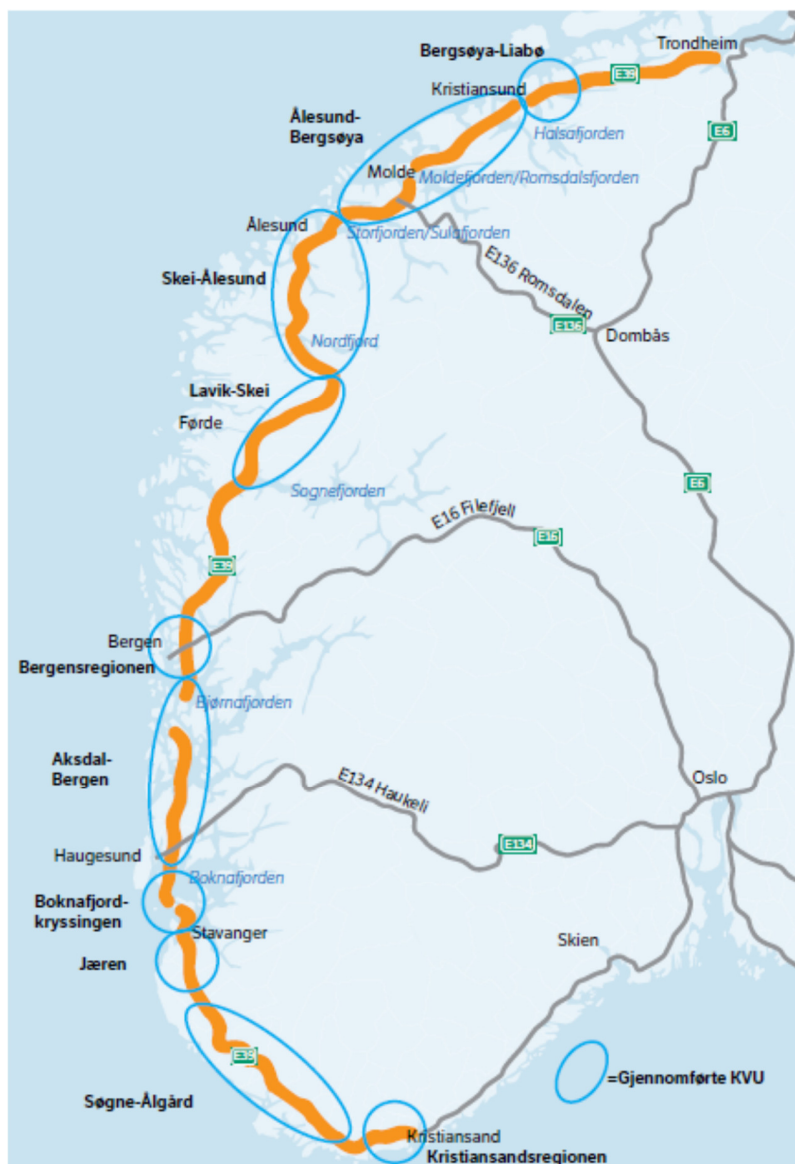 Bergsøya-Liabø
Trondheim
E39
Kristiansund
Ålesund-
Bergsøya
Halsafjorden
E6
Molde
Moldefjorden/Romsdalsfjorden
Ålesund
Storfjorden/Sulafjorden
Skei-Ålesund
E136 Romsdalen
E136
Dombås
Nordfjord
Lavik-Skei
Førde
Sognefjorden
E6
E16 Filefjell
E16
E39
Bergen
Bergensregionen
Bjørnafjorden
Aksdal-
Bergen
E134 Haukeli
Oslo
E134
Haugesund
Boknafjorden
Boknafjord-
kryssingen
Stavanger
Skien
Jæren
E39
=Gjennomførte KVU
Søgne-Ålgård
Kristiansand
Kristiansandsregionen